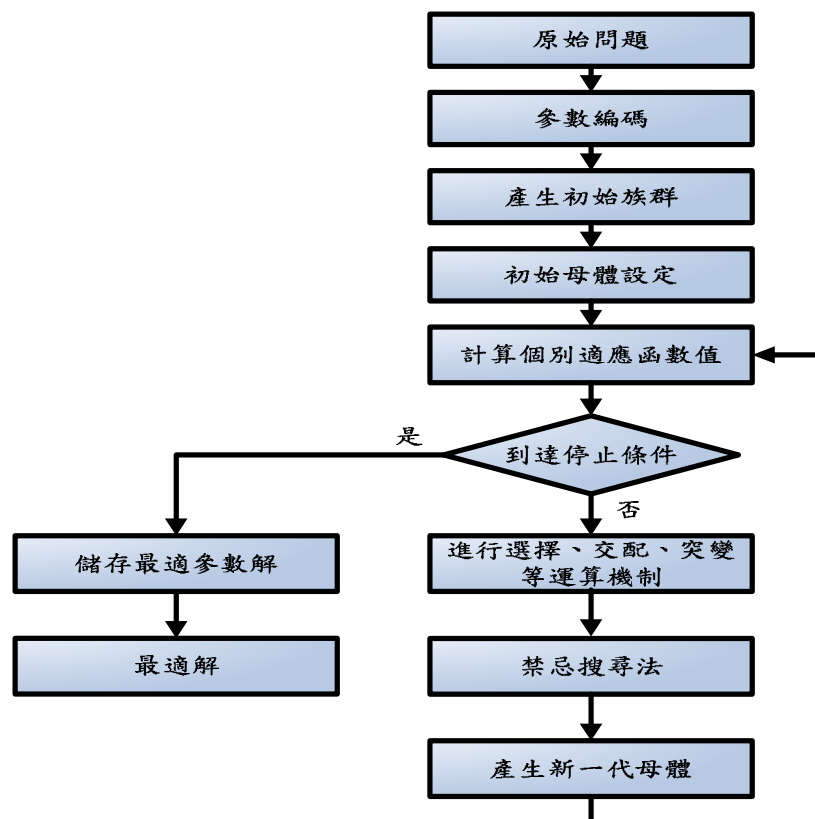 原始問題
參數編碼
產生初始族群
初始母體設定
計算個別適應函數值
到達停止條件
是
否
儲存最適參數解
最適解
進行選擇、交配、突變
等運算機制
禁忌搜尋法
產生新一代母體